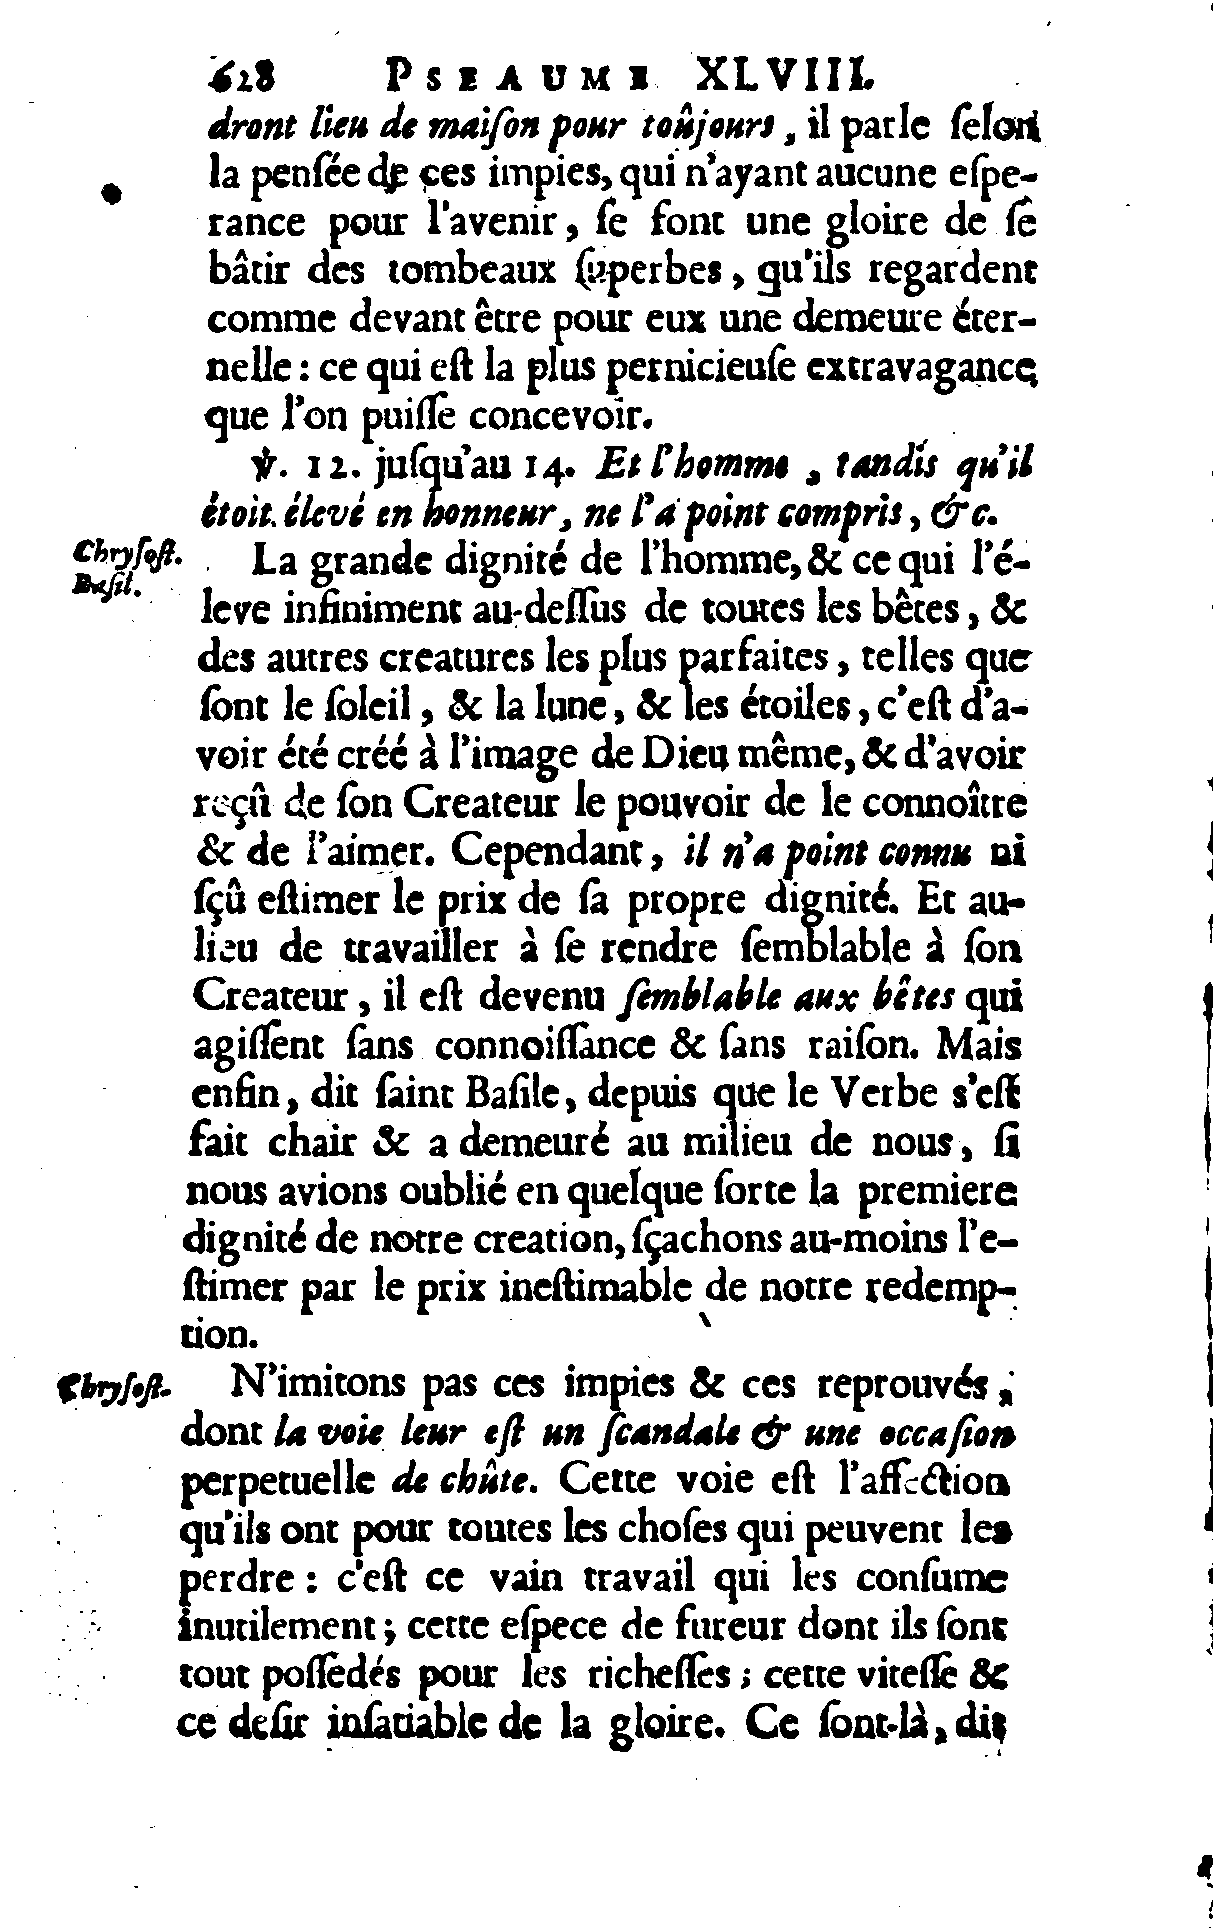 628 PSEAUME XLVIII.
dront lieu de maiſon pour toûjours, il parle ſelon
la penſée de ces impies, qui n'ayant aucune eſpe-
rance pour l'avenir, ſe font une gloire de ſe
bâtir des tombeaux ſuperbes, qu'ils regardent
comme devant être pour eux une demeure éter-
nelle : ce qui eſt la plus pernicieuſe extravagance
que l'on puiſſe concevoir.
℣. 12. juſqu'au 14. Et l'homme, tandis qu'il
étoit élevé en honneur, ne l'a point compris, &c.
Chryſoſt.
Baſil.
La grande dignité de l'homme, & ce qui l'é-
leve infiniment au-deſſus de toutes les bêtes, &
des autres creatures les plus parfaites, telles que
ſont le ſoleil, & la lune, & les étoiles, c'eſt d'a-
voir été créé à l'image de Dieu même, & d'avoir
reçû de ſon Createur le pouvoir de le connoître
& de l'aimer. Cependant, il n'a point connu ni
ſçû eſtimer le prix de ſa propre dignité. Et au-
lieu de travailler à ſe rendre ſemblable à ſon
Createur, il eſt devenu ſemblable aux bêtes qui
agiſſent ſans connoiſſance & ſans raiſon. Mais
enfin, dit ſaint Baſile, depuis que le Verbe s'eſt
fait chair & a demeuré au milieu de nous, ſi
nous avions oublié en quelque ſorte la premiere
dignité de notre creation, ſçachons au-moins l'e-
ſtimer par le prix ineſtimable de notre redemp-
tion.
Chryſoſt.
N'imitons pas ces impies & ces reprouvés,
dont la voie leur eſt un ſcandale & une occaſion
perpetuelle de chûte. Cette voie eſt l'affection
qu'ils ont pour toutes les choſes qui peuvent les
perdre : c'eſt ce vain travail qui les conſume
inutilement ; cette eſpece de fureur dont ils ſont
tout poſſedés pour les richeſſes ; cette viteſſe &
ce deſir inſatiable de la gloire. Ce ſont-là, dit